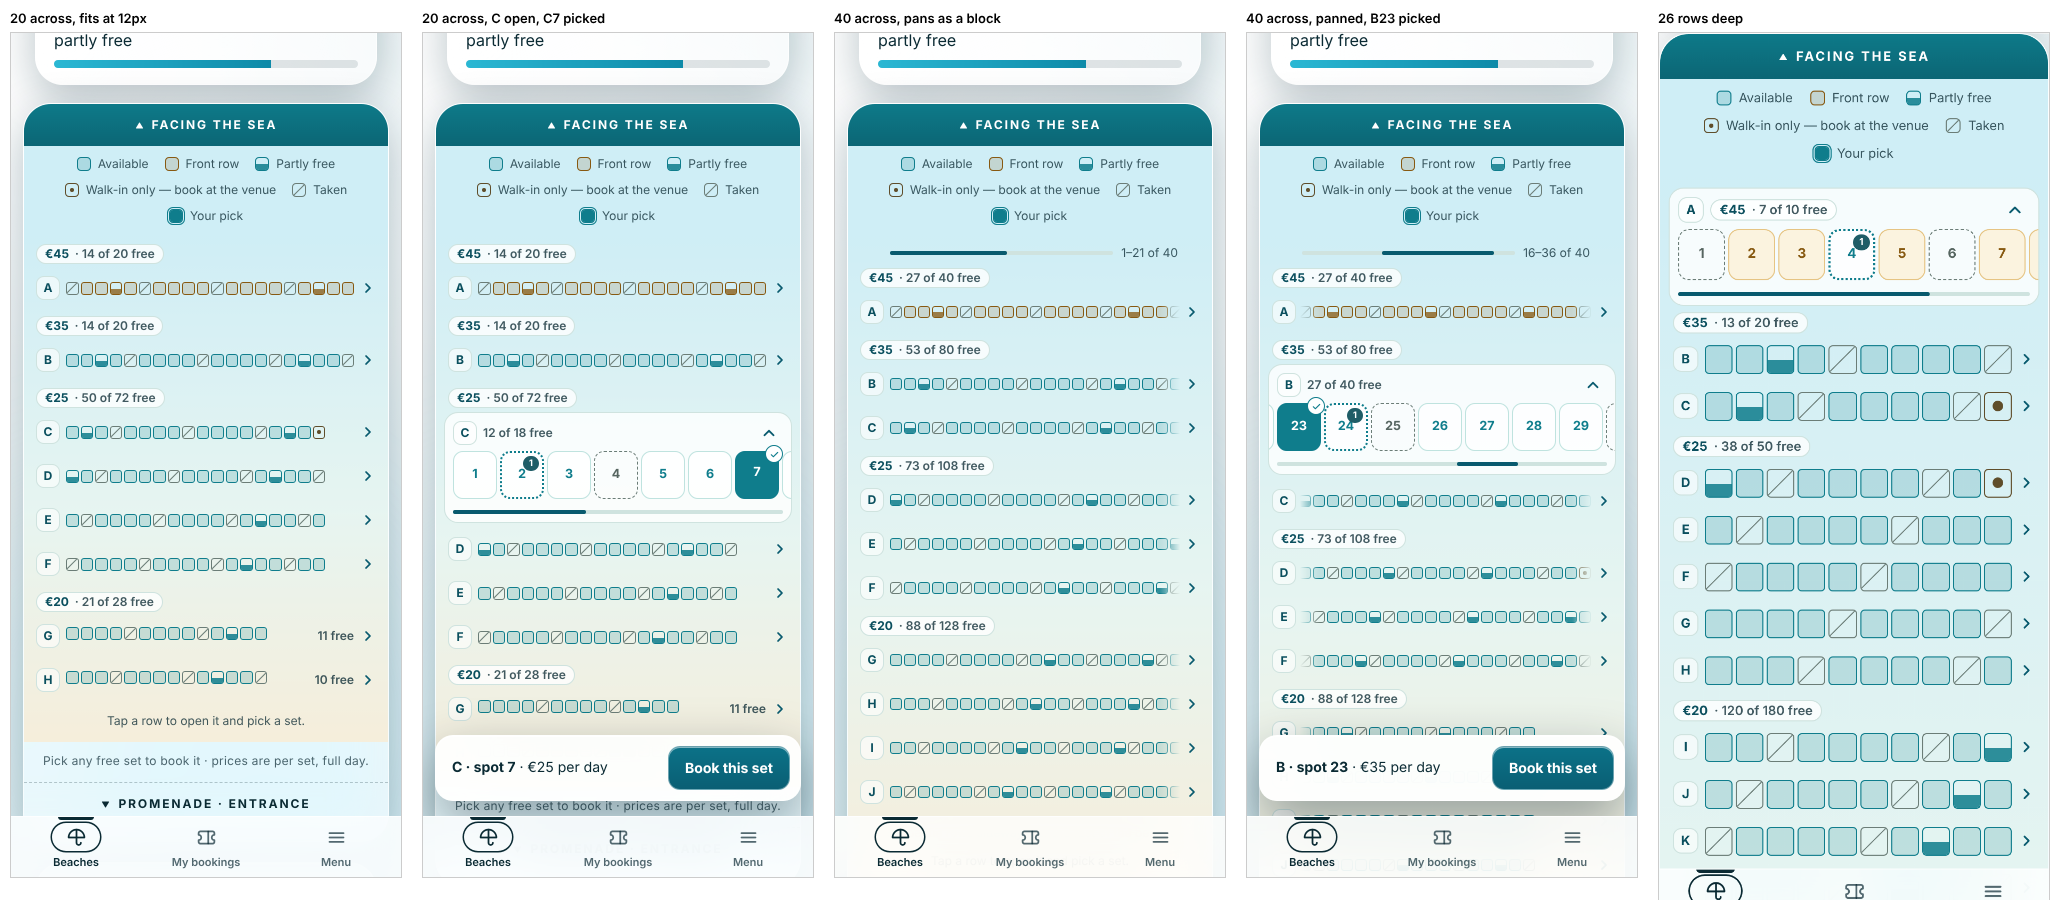 20 across, fits at 12px
partly free
▲ FACING THE SEA
Available Front row Partly free
Walk-in only — book at the venue Taken
Your pick
€45 · 14 of 20 free
A
€35 · 14 of 20 free
B
€25 · 50 of 72 free
C
D
E
F
€20 · 21 of 28 free
G 11 free
H 10 free
Tap a row to open it and pick a set.
Pick any free set to book it · prices are per set, full day.
▼ PROMENADE · ENTRANCE
Beaches My bookings Menu
20 across, C open, C7 picked
partly free
▲ FACING THE SEA
Available Front row Partly free
Walk-in only — book at the venue Taken
Your pick
€45 · 14 of 20 free
A
€35 · 14 of 20 free
B
€25 · 50 of 72 free
C 12 of 18 free
1 2 1 3 4 5 6 7
D
E
F
€20 · 21 of 28 free
G 11 free
C · spot 7 · €25 per day Book this set
Pick any free set to book it · prices are per set, full day.
Beaches My bookings Menu
40 across, pans as a block
partly free
▲ FACING THE SEA
Available Front row Partly free
Walk-in only — book at the venue Taken
Your pick
1–21 of 40
€45 · 27 of 40 free
A
€35 · 53 of 80 free
B
C
€25 · 73 of 108 free
D
E
F
€20 · 88 of 128 free
G
H
I
J
Beaches My bookings Menu
40 across, panned, B23 picked
partly free
▲ FACING THE SEA
Available Front row Partly free
Walk-in only — book at the venue Taken
Your pick
16–36 of 40
€45 · 27 of 40 free
A
€35 · 53 of 80 free
B 27 of 40 free
23 24 1 25 26 27 28 29
C
€25 · 73 of 108 free
D
E
F
€20 · 88 of 128 free
G
B · spot 23 · €35 per day Book this set
Beaches My bookings Menu
26 rows deep
▲ FACING THE SEA
Available Front row Partly free
Walk-in only — book at the venue Taken
Your pick
A €45 · 7 of 10 free
1 2 3 4 1 5 6 7
€35 · 13 of 20 free
B
C
€25 · 38 of 50 free
D
E
F
G
H
€20 · 120 of 180 free
I
J
K